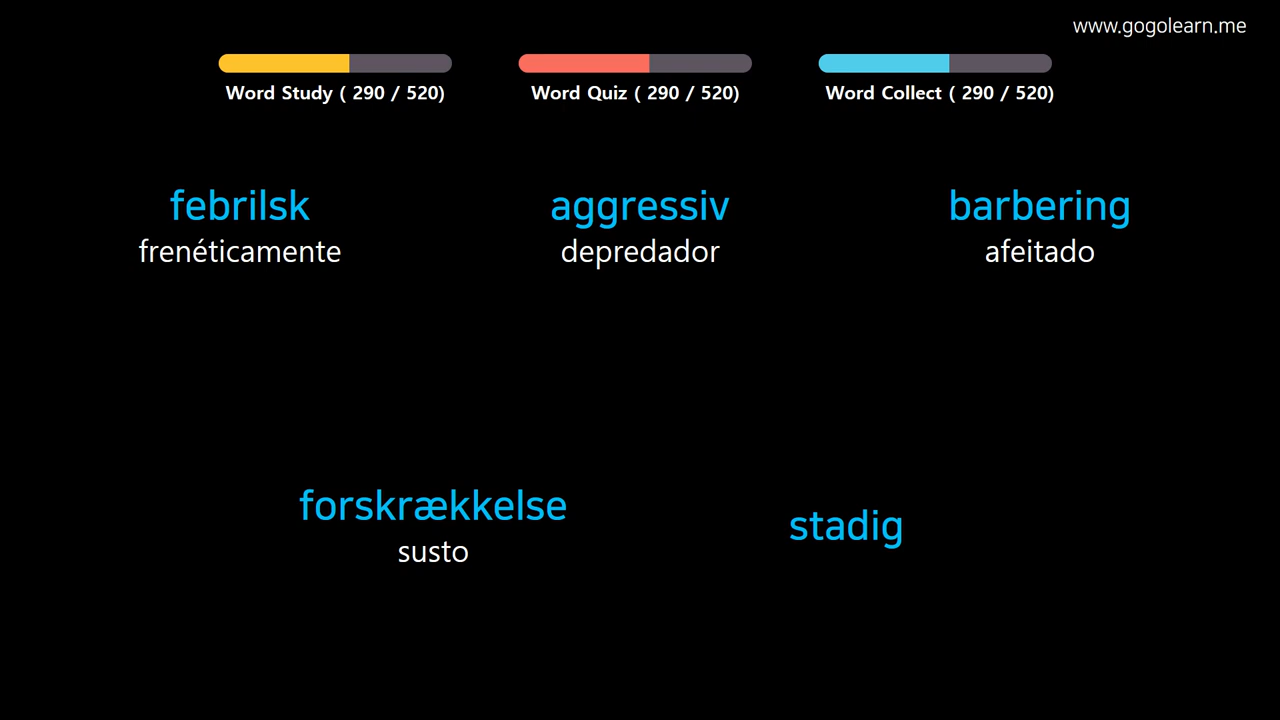 www.gogolearn.me
Word Study ( 290 / 520)
Word Quiz ( 290 / 520)
Word Collect ( 290 / 520)
febrilsk
frenéticamente
aggressiv
depredador
barbering
afeitado
forskrækkelse
susto
stadig